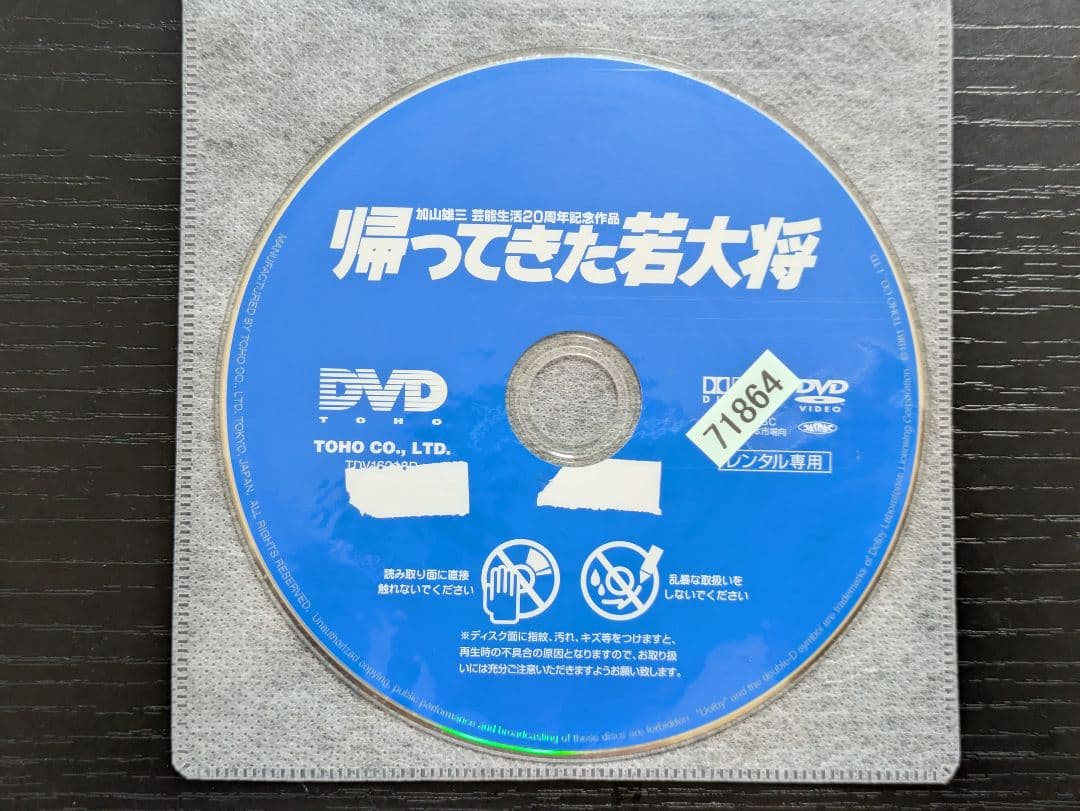 加山雄三 芸能生活20周年記念作品
帰ってきた若大将
DVD
TOHO
TOHO CO., LTD.
71864
DVD
VIDEO
本市場向
レンタル専用
読み取り面に直接
触れないでください
乱暴な取扱いを
しないでください
※ディスク面に指紋、汚れ、キズ等をつけますと、
再生時の不具合の原因となりますので、お取り扱
いには充分ご注意いただきますようお願い致します。
MANUFACTURED BY TOHO CO., LTD. TOKYO, JAPAN. ALL RIGHTS RESERVED. Unauthorized copying, public performance and broadcasting of these discs are forbidden. "Dolby" and the double-D symbol are trademarks of Dolby Laboratories Licensing Corporation. ©1981 TOHO CO., LTD.